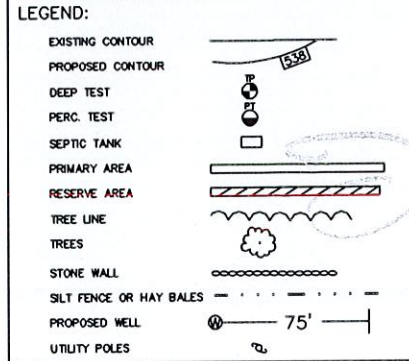 LEGEND:
EXISTING CONTOUR
PROPOSED CONTOUR 538
DEEP TEST TP
PERC. TEST PT
SEPTIC TANK
PRIMARY AREA
RESERVE AREA
TREE LINE
TREES
STONE WALL
SILT FENCE OR HAY BALES
PROPOSED WELL W 75'
UTILITY POLES